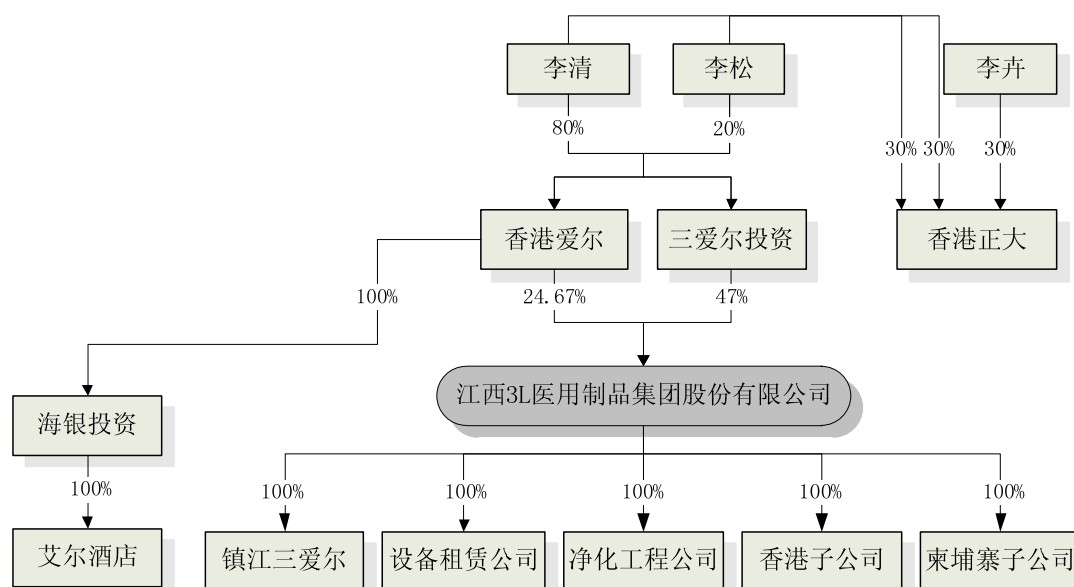 李清
李松
李卉
80%
20%
30%
30%
30%
香港爱尔
三爱尔投资
香港正大
100%
24.67%
47%
江西3L医用制品集团股份有限公司
海银投资
100%
100%
100%
100%
100%
100%
艾尔酒店
镇江三爱尔
设备租赁公司
净化工程公司
香港子公司
柬埔寨子公司